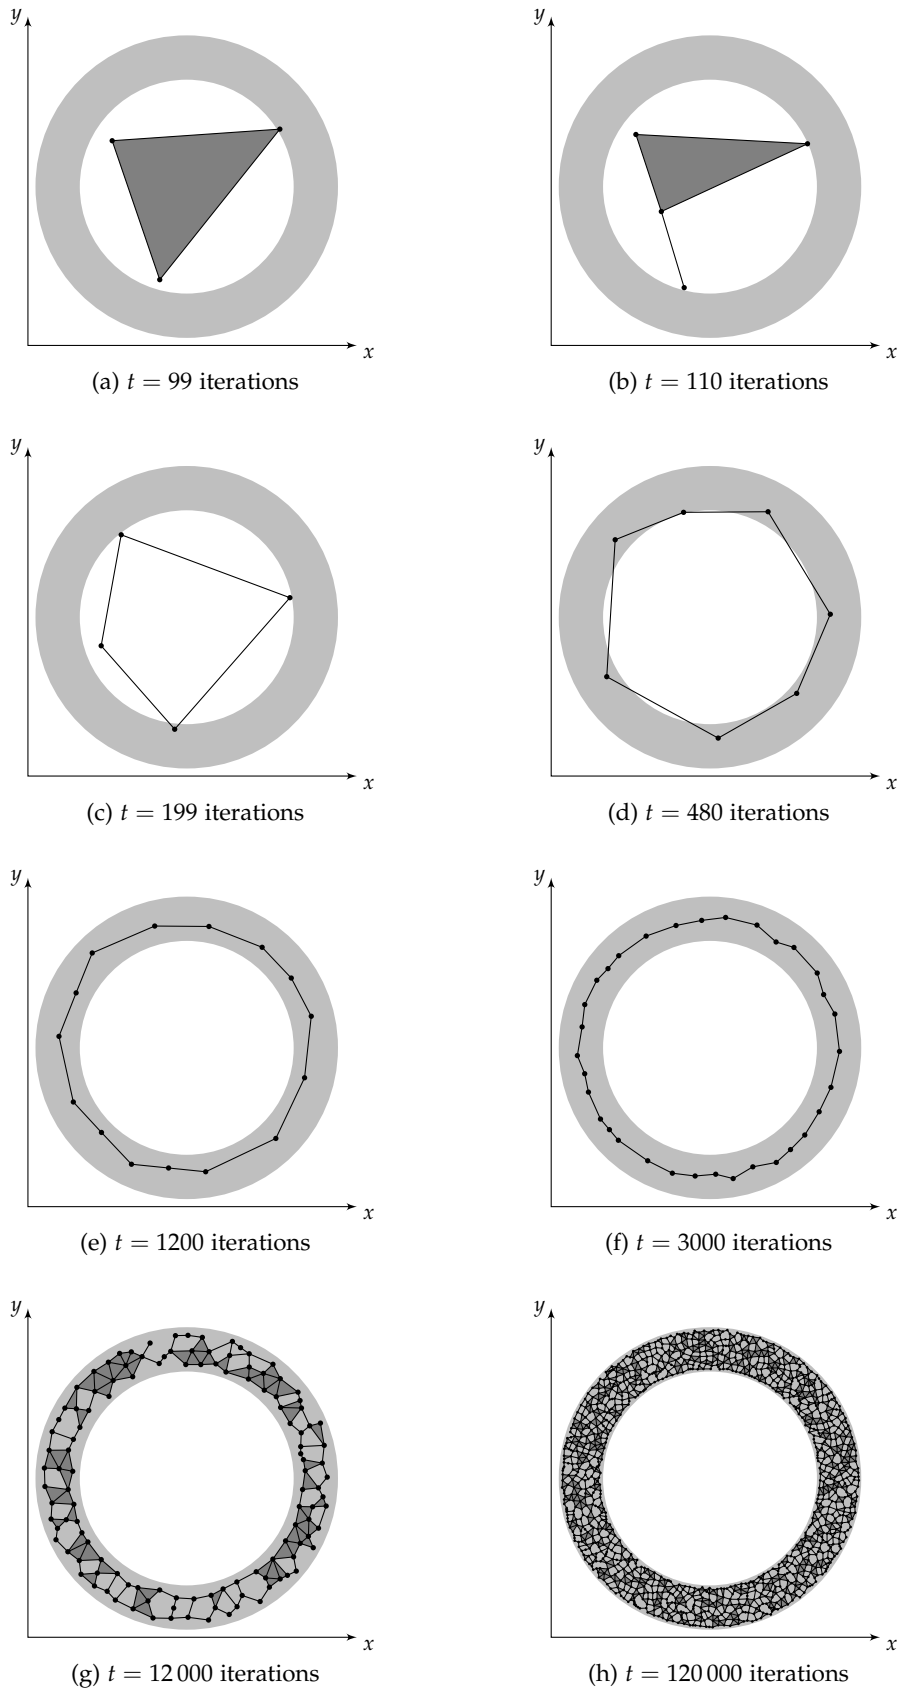 y y
x x
(a) t = 99 iterations (b) t = 110 iterations
y y
x x
(c) t = 199 iterations (d) t = 480 iterations
y y
x x
(e) t = 1200 iterations (f) t = 3000 iterations
y y
x x
(g) t = 12 000 iterations (h) t = 120 000 iterations